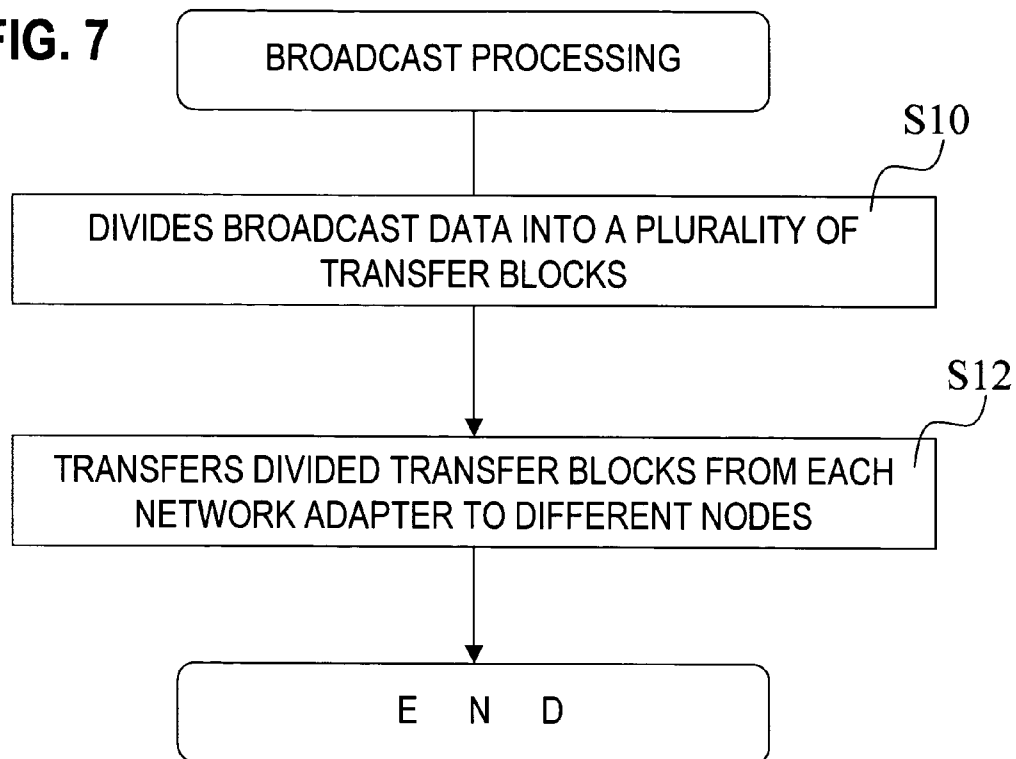 FIG. 7
BROADCAST PROCESSING
S10
DIVIDES BROADCAST DATA INTO A PLURALITY OF
TRANSFER BLOCKS
S12
TRANSFERS DIVIDED TRANSFER BLOCKS FROM EACH
NETWORK ADAPTER TO DIFFERENT NODES
E N D